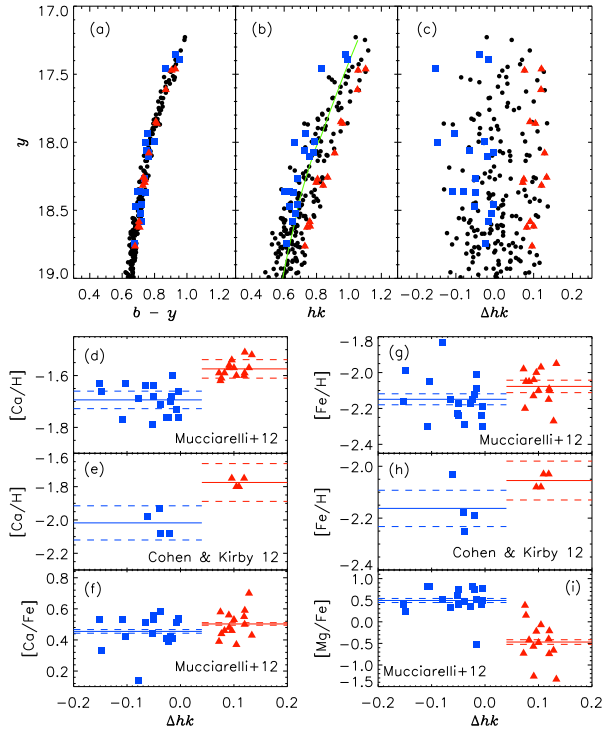 (a)
(b)
(c)
17.0
17.5
18.0
18.5
19.0
y
0.4 0.6 0.8 1.0
b − y
0.4 0.6 0.8 1.0 1.2
hk
−0.2 −0.1 0.0 0.1 0.2
Δhk
(d)
−1.6
−1.8
[Ca/H]
Mucciarelli+12
(e)
−1.6
−1.8
−2.0
−2.2
[Ca/H]
Cohen & Kirby 12
(f)
0.8
0.6
0.4
0.2
[Ca/Fe]
Mucciarelli+12
−0.2 −0.1 0.0 0.1 0.2
Δhk
(g)
−1.8
−2.0
−2.2
−2.4
[Fe/H]
Mucciarelli+12
(h)
−2.0
−2.2
−2.4
[Fe/H]
Cohen & Kirby 12
(i)
1.0
0.5
0.0
−0.5
−1.0
−1.5
[Mg/Fe]
Mucciarelli+12
−0.2 −0.1 0.0 0.1 0.2
Δhk